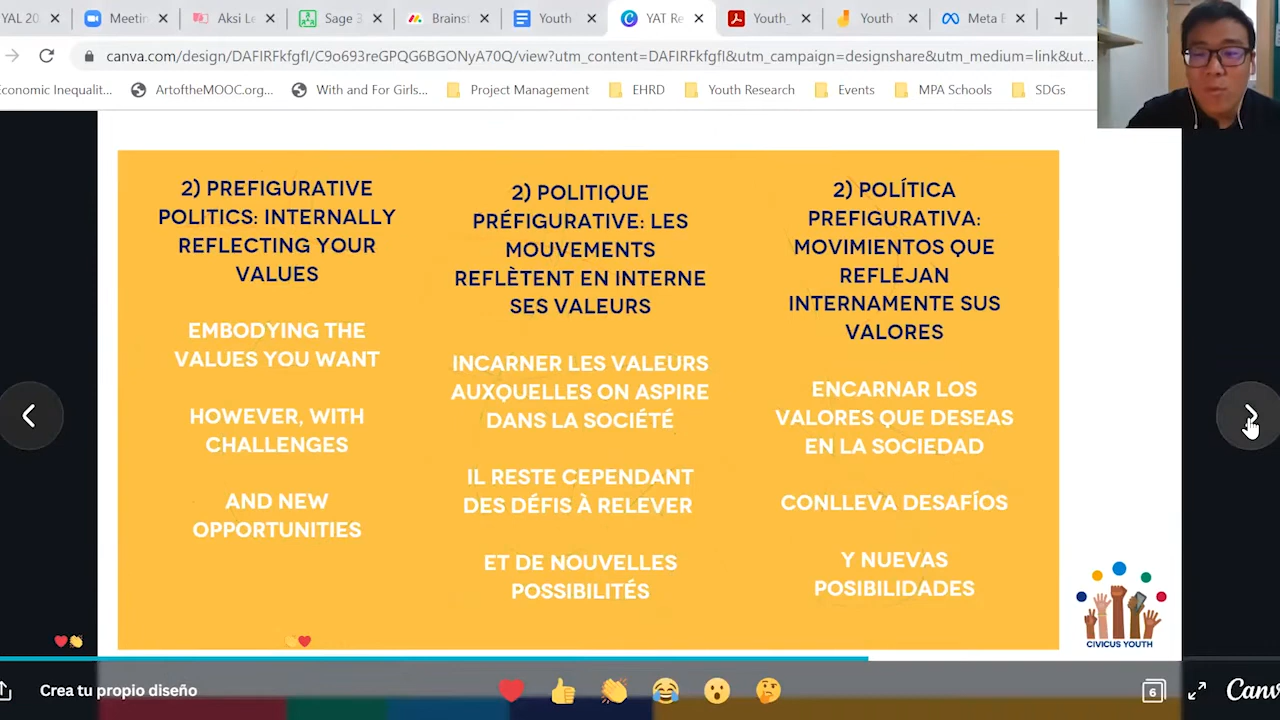 YAL 20
Meetin
Aksi Le
Sage 3
Brainst
Youth
YAT Re
Youth_
Youth
Meta B
canva.com/design/DAFIRFkfgfI/C9o693reGPQG6BGONyA70Q/view?utm_content=DAFIRFkfgfI&utm_campaign=designshare&utm_medium=link&ut...
conomic Inequalit...
ArtoftheMOOC.org...
With and For Girls...
Project Management
EHRD
Youth Research
Events
MPA Schools
SDGs
2) PREFIGURATIVE
POLITICS: INTERNALLY
REFLECTING YOUR
VALUES
EMBODYING THE
VALUES YOU WANT
HOWEVER, WITH
CHALLENGES
AND NEW
OPPORTUNITIES
2) POLITIQUE
PRÉFIGURATIVE: LES
MOUVEMENTS
REFLÈTENT EN INTERNE
SES VALEURS
INCARNER LES VALEURS
AUXQUELLES ON ASPIRE
DANS LA SOCIÉTÉ
IL RESTE CEPENDANT
DES DÉFIS À RELEVER
ET DE NOUVELLES
POSSIBILITÉS
2) POLÍTICA
PREFIGURATIVA:
MOVIMIENTOS QUE
REFLEJAN
INTERNAMENTE SUS
VALORES
ENCARNAR LOS
VALORES QUE DESEAS
EN LA SOCIEDAD
CONLLEVA DESAFÍOS
Y NUEVAS
POSIBILIDADES
CIVICUS YOUTH
Crea tu propio diseño
6
Canv